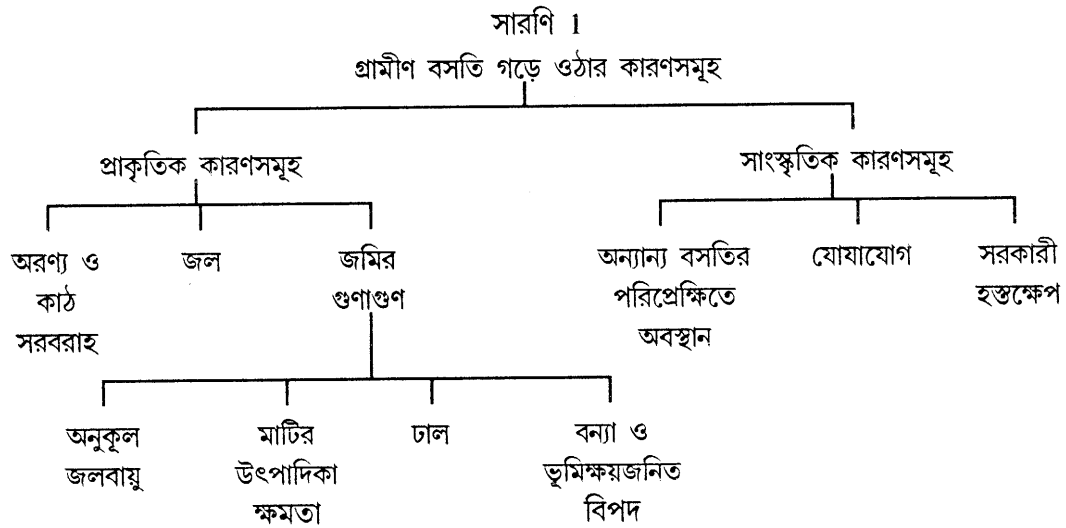 সারণি 1
গ্রামীণ বসতি গড়ে ওঠার কারণসমূহ
প্রাকৃতিক কারণসমূহ
সাংস্কৃতিক কারণসমূহ
অরণ্য ও
কাঠ
সরবরাহ
জল
জমির
গুণাগুণ
অন্যান্য বসতির
পরিপ্রেক্ষিতে
অবস্থান
যোযাযোগ
সরকারী
হস্তক্ষেপ
অনুকূল
জলবায়ু
মাটির
উৎপাদিকা
ক্ষমতা
ঢাল
বন্যা ও
ভূমিক্ষয়জনিত
বিপদ